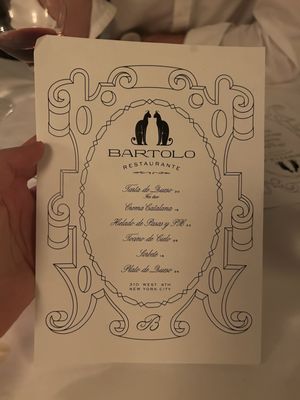 BARTOLO
RESTAURANTE
Tarta de Queso
Crema Catalana
Helado de Pasas y P.X.
Tocino de Cielo
Sorbete
Plato de Queso
310 WEST 4TH
NEW YORK CITY
B